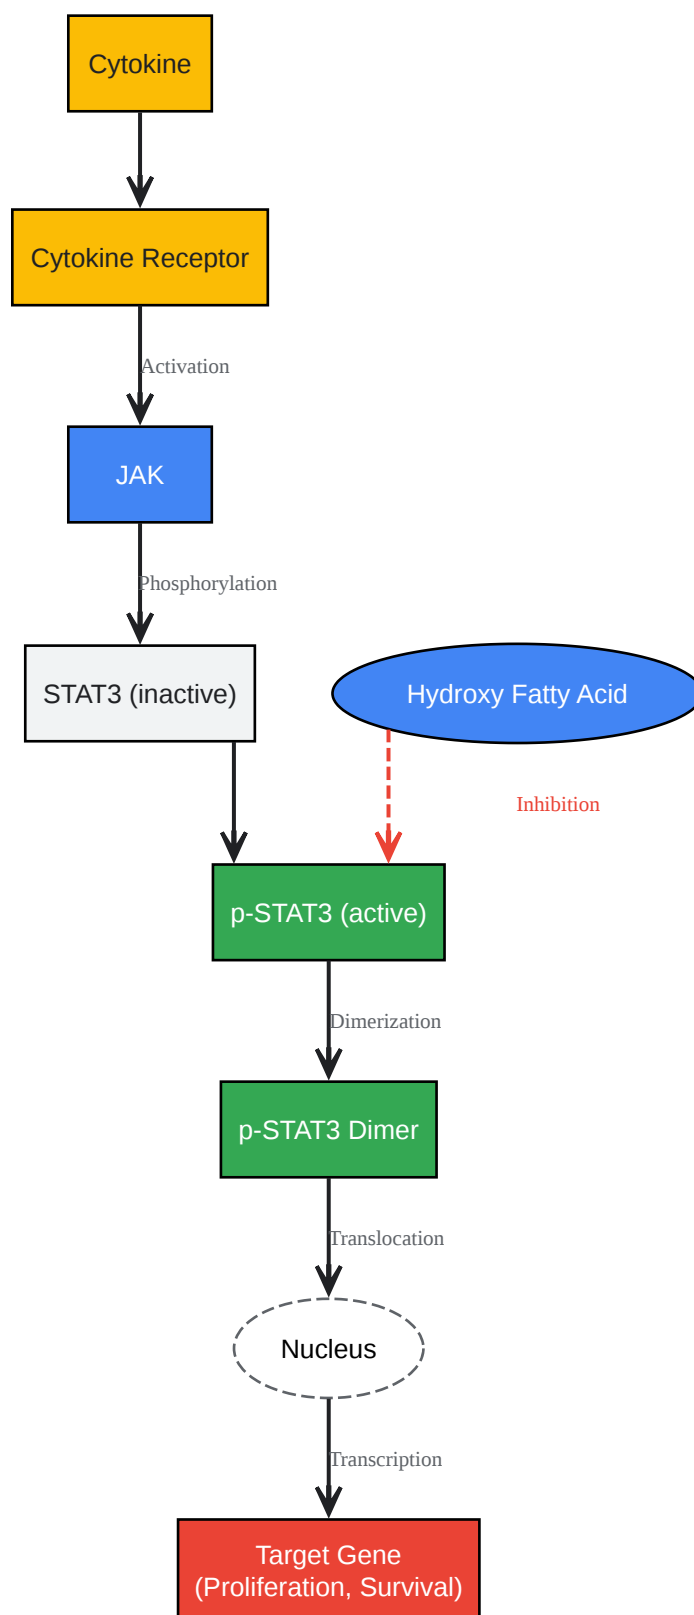 Cytokine
Cytokine Receptor
Activation
JAK
Phosphorylation
STAT3 (inactive)
Hydroxy Fatty Acid
Inhibition
p-STAT3 (active)
Dimerization
p-STAT3 Dimer
Translocation
Nucleus
Transcription
Target Gene
(Proliferation, Survival)